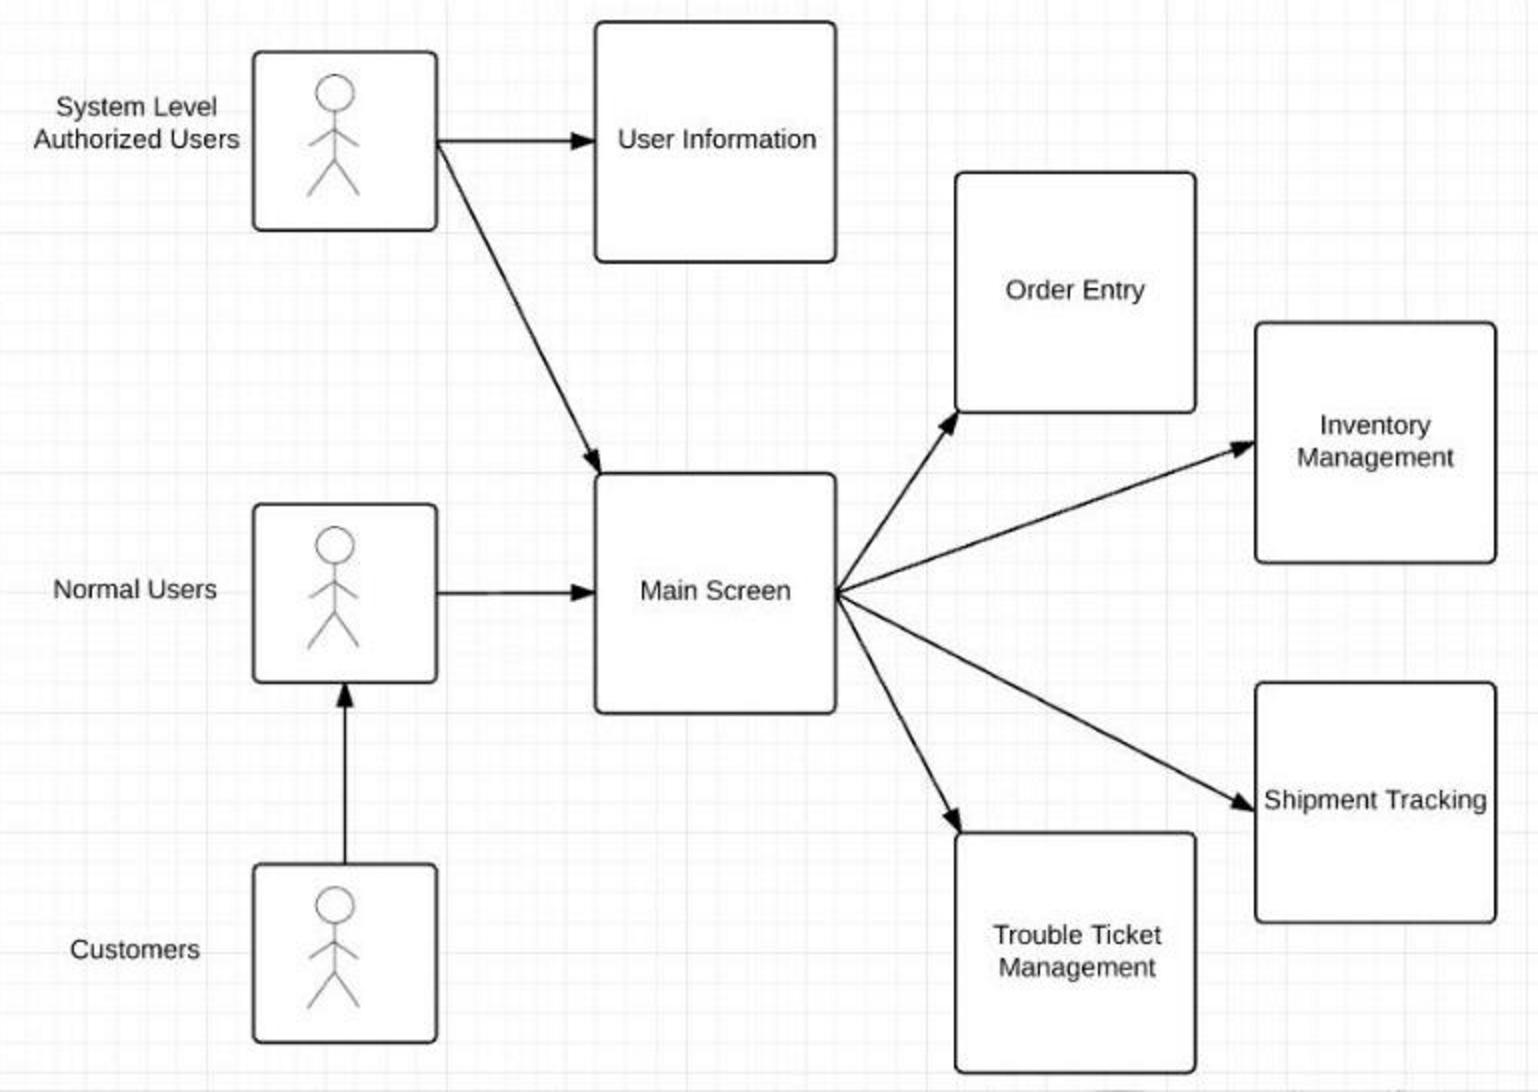 System Level
Authorized Users
User Information
Order Entry
Inventory
Management
Normal Users
Main Screen
Shipment Tracking
Customers
Trouble Ticket
Management